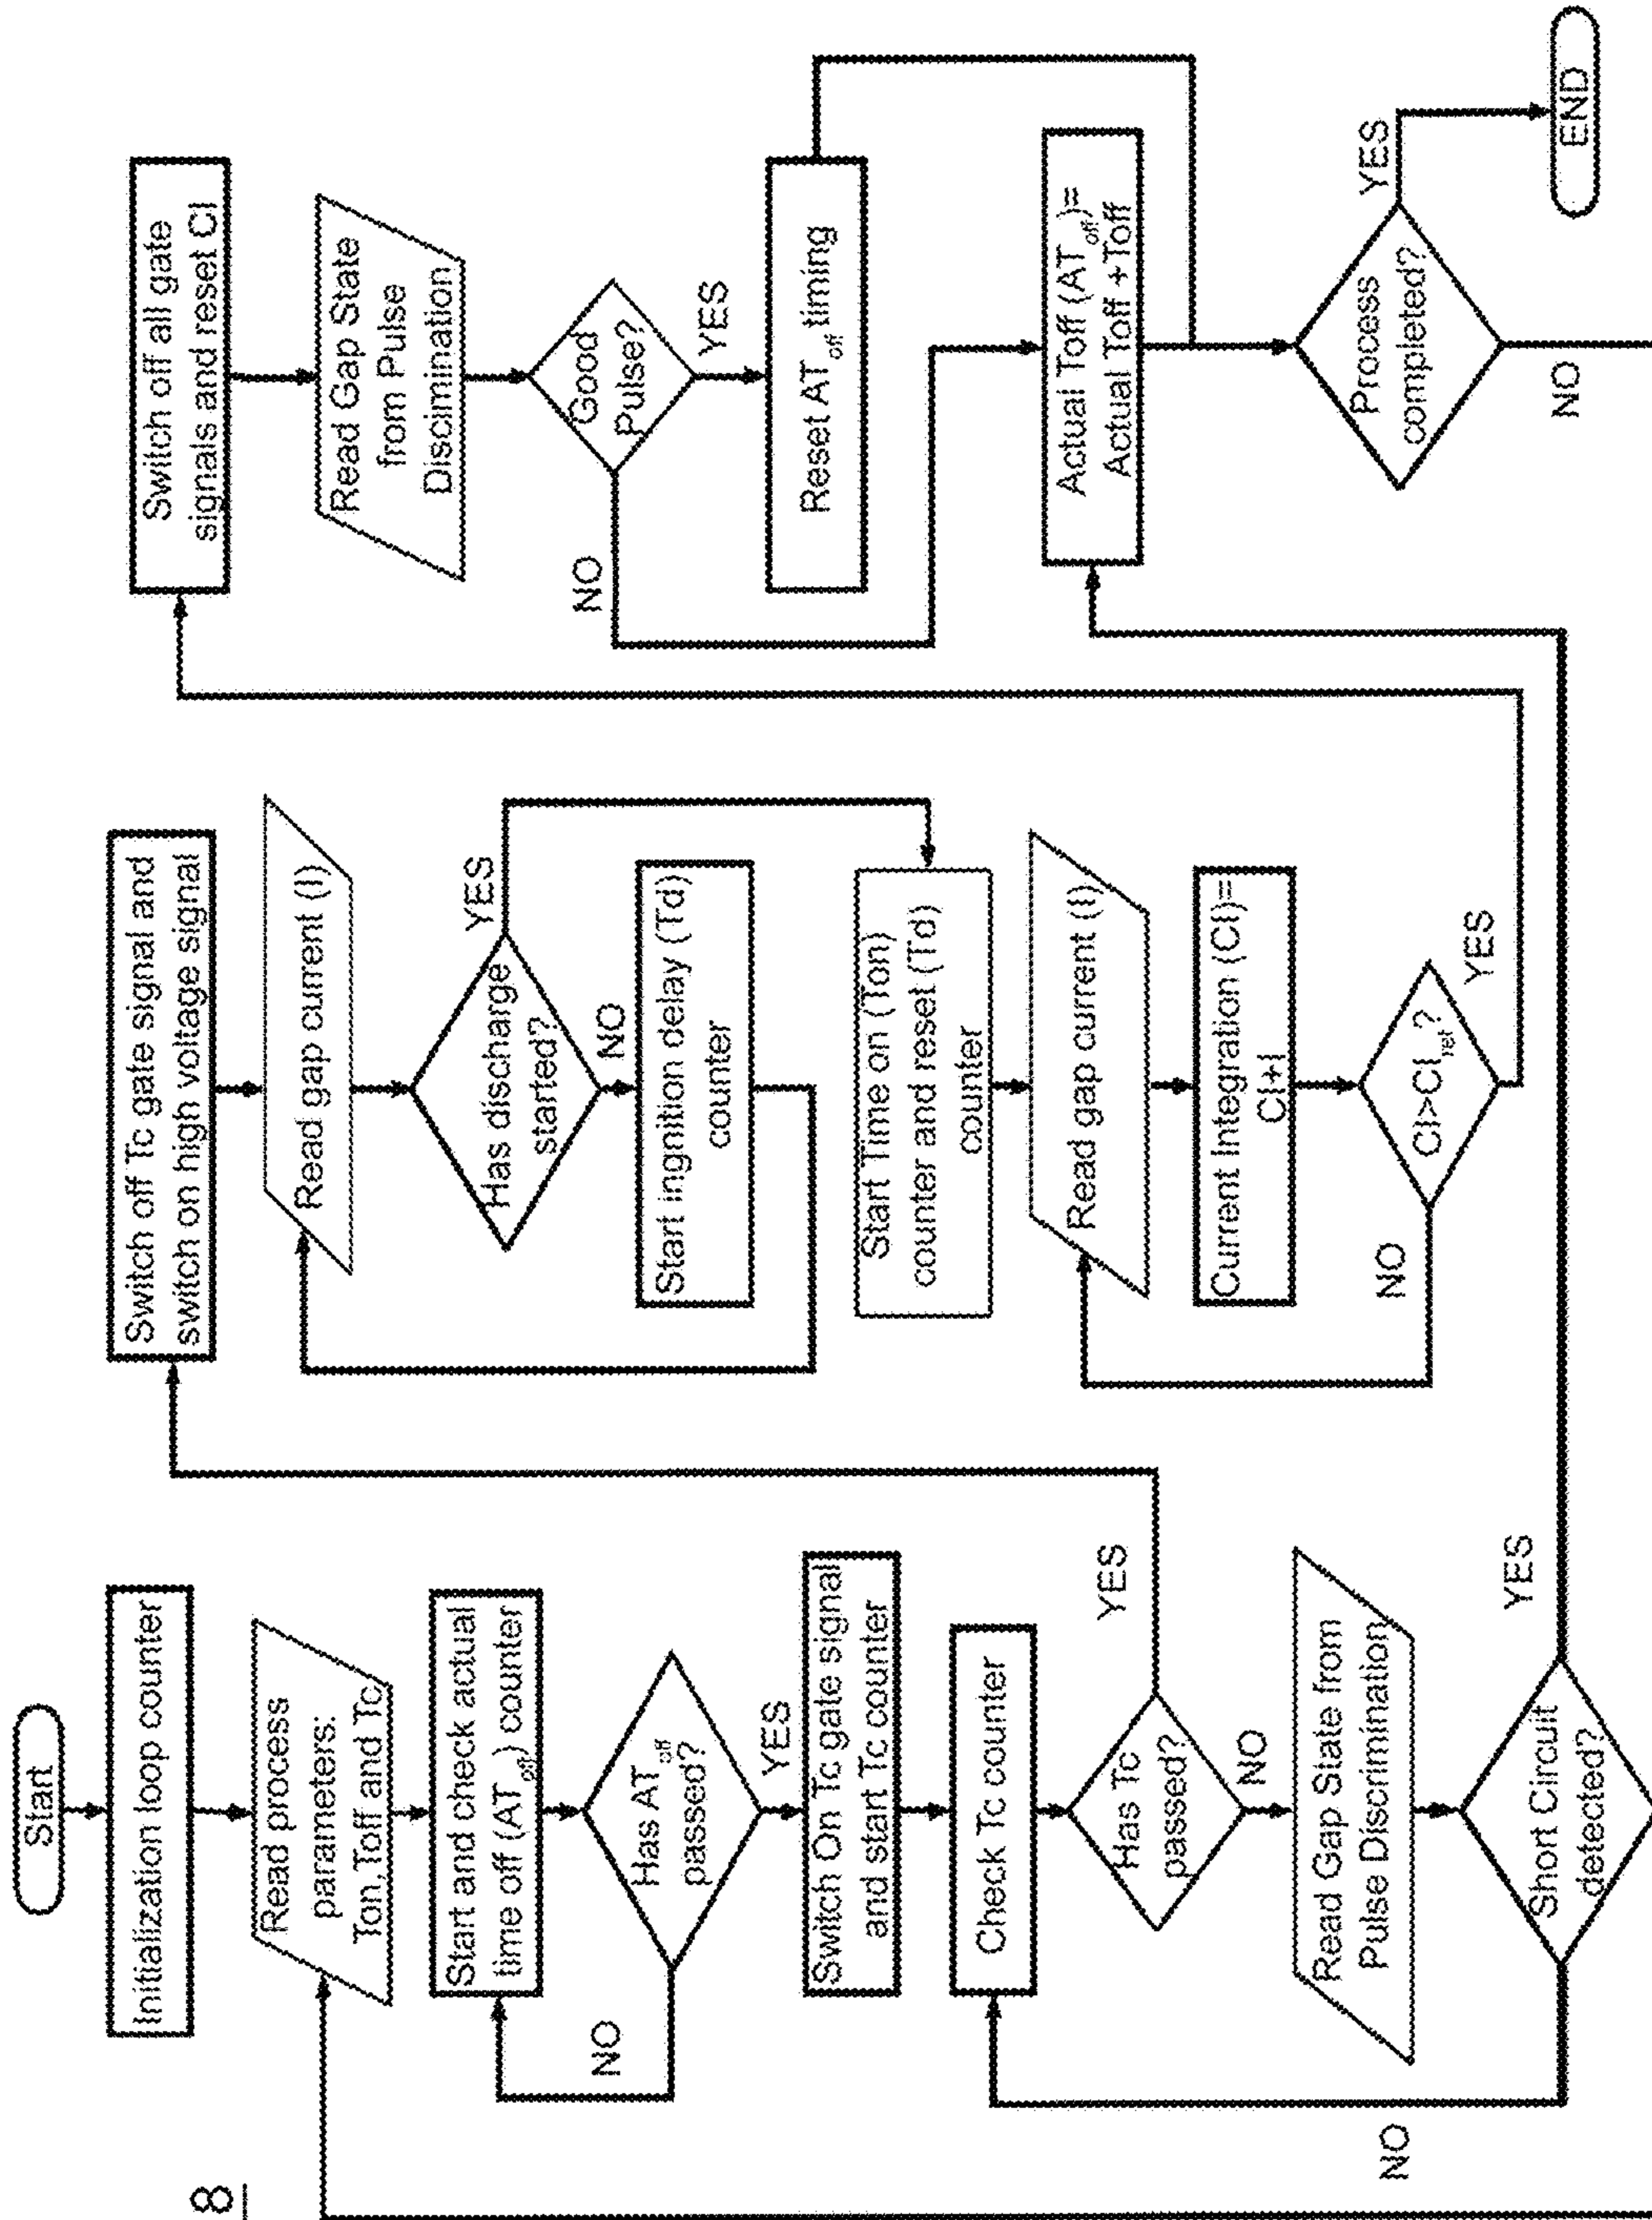 8
Start
Initialization loop counter
Read process
parameters:
Ton, Toff and Tc
Start and check actual
time off (AToff) counter
Has AToff
passed?
NO
YES
Switch On Tc gate signal
and start Tc counter
Check Tc counter
Has Tc
passed?
YES
NO
Read Gap State from
Pulse Discrimination
Short Circuit
detected?
YES
NO
Switch off Tc gate signal and
switch on high voltage signal
Read gap current (I)
Has discharge
started?
YES
NO
Start ingnition delay (Td)
counter
Start Time on (Ton)
counter and reset (Td)
counter
Read gap current (I)
Current Integration (CI)=
CI+I
CI>CIref?
NO
YES
Switch off all gate
signals and reset CI
Read Gap State
from Pulse
Discimination
Good
Pulse?
NO
YES
Reset AToff timing
Actual Toff (AToff)=
Actual Toff +Toff
Process
completed?
YES
NO
END